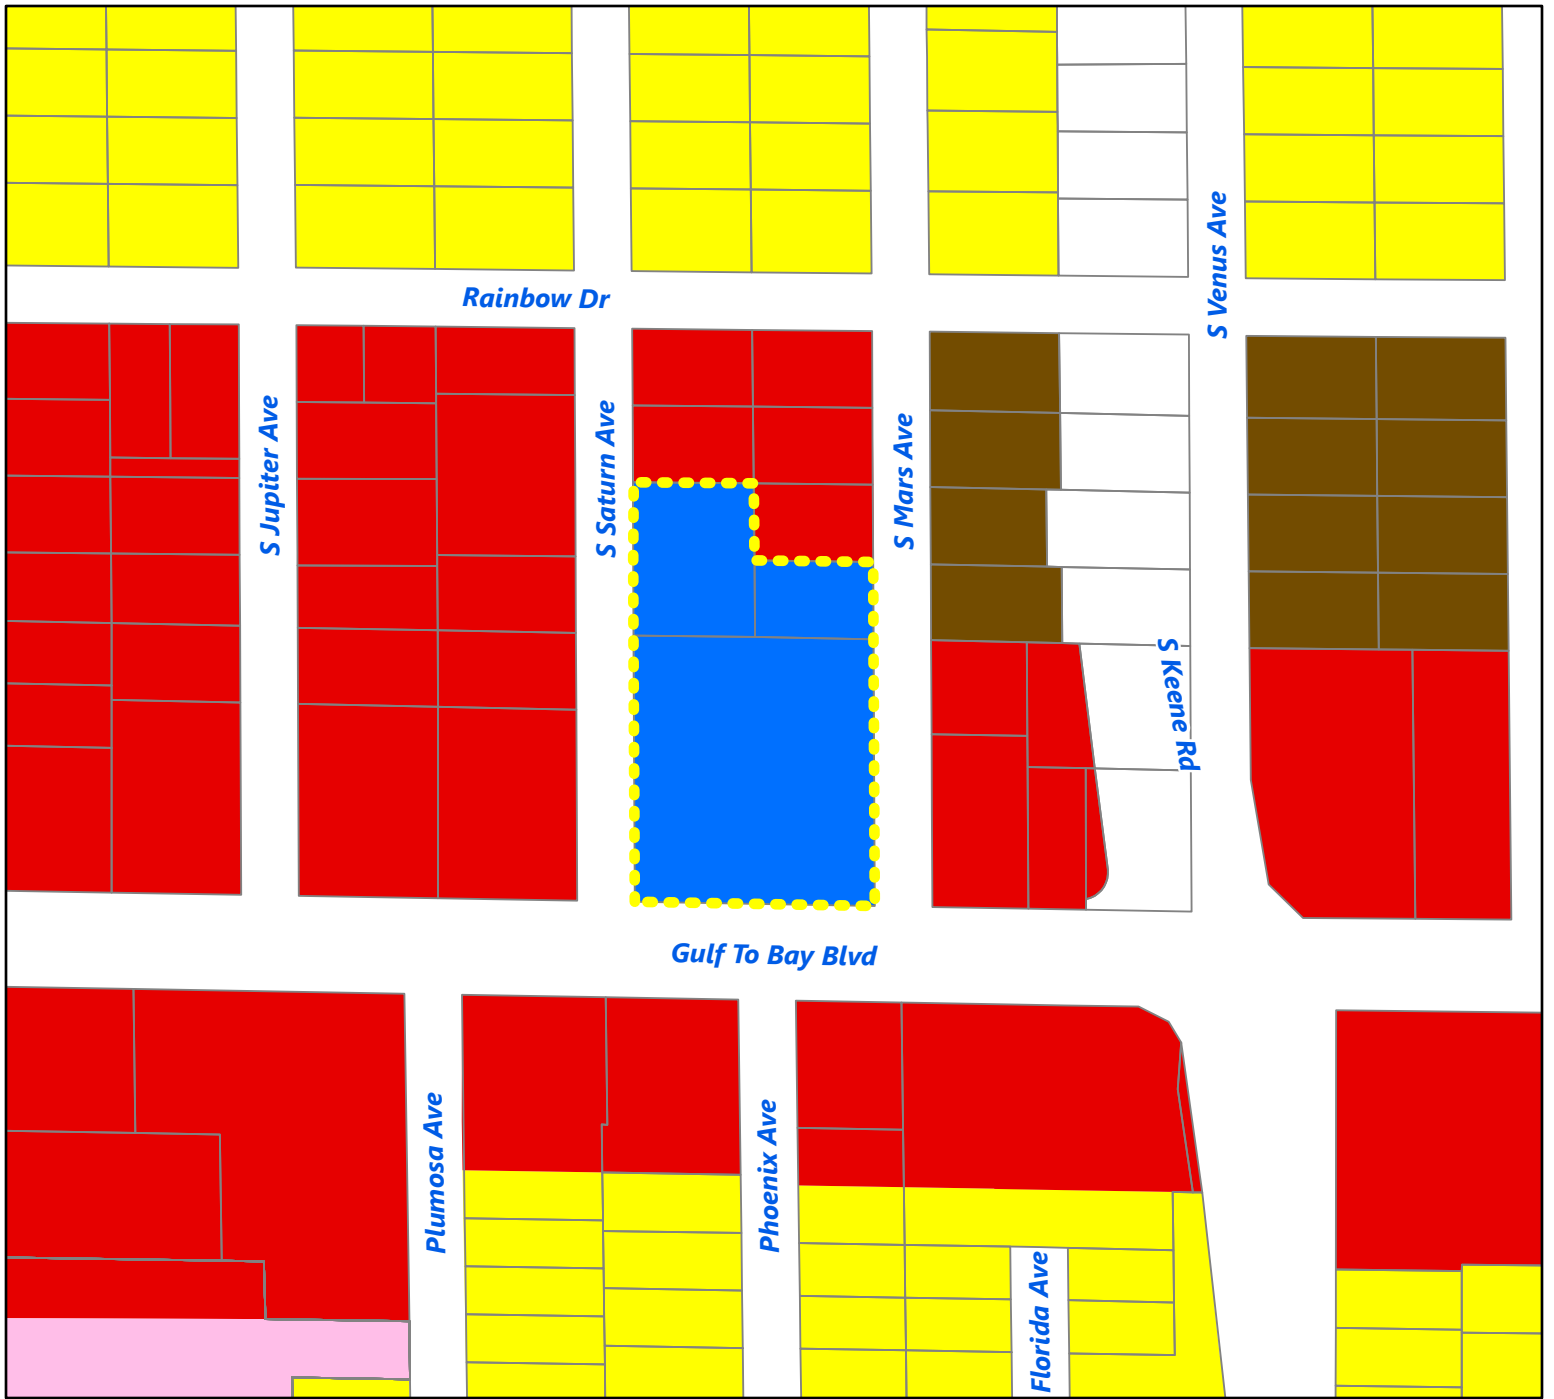 S Venus Ave
Rainbow Dr
S Jupiter Ave
S Saturn Ave
S Mars Ave
S Keene Rd
Gulf To Bay Blvd
Plumosa Ave
Phoenix Ave
Florida Ave